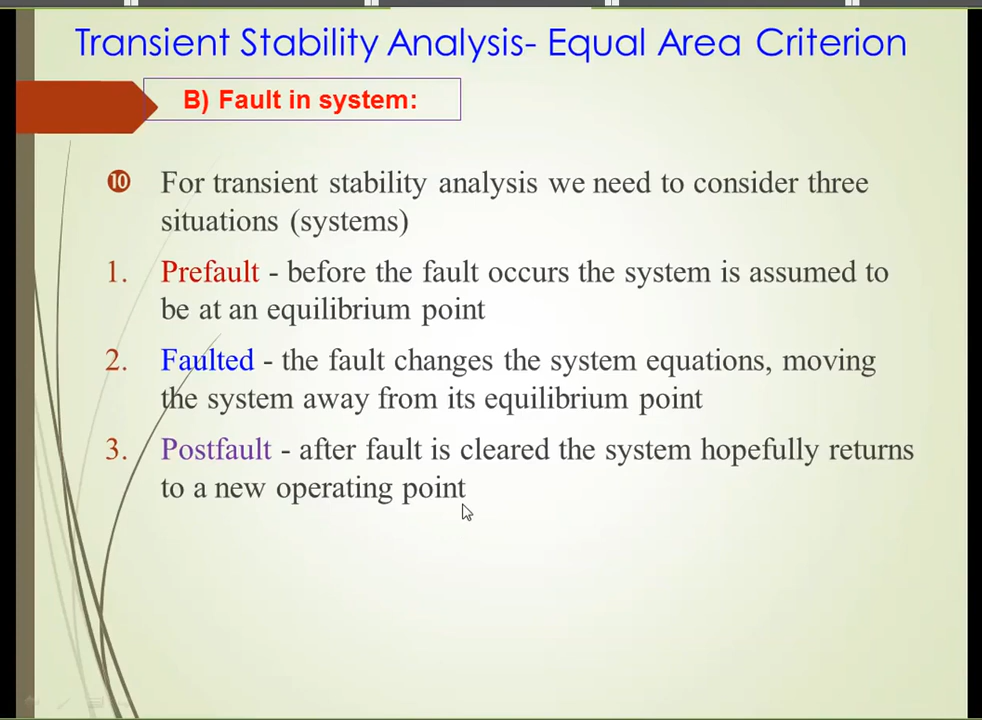 Transient Stability Analysis- Equal Area Criterion
B) Fault in system:
❿ For transient stability analysis we need to consider three
situations (systems)
1. Prefault - before the fault occurs the system is assumed to
be at an equilibrium point
2. Faulted - the fault changes the system equations, moving
the system away from its equilibrium point
3. Postfault - after fault is cleared the system hopefully returns
to a new operating point